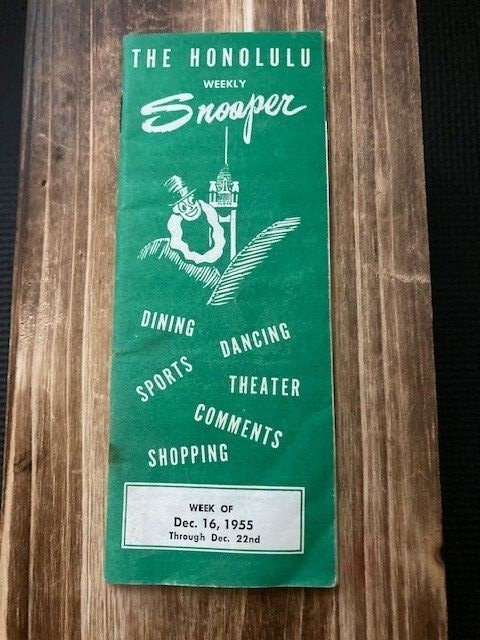 THE HONOLULU
WEEKLY
Snooper
DINING
DANCING
SPORTS
THEATER
COMMENTS
SHOPPING
WEEK OF
Dec. 16, 1955
Through Dec. 22nd